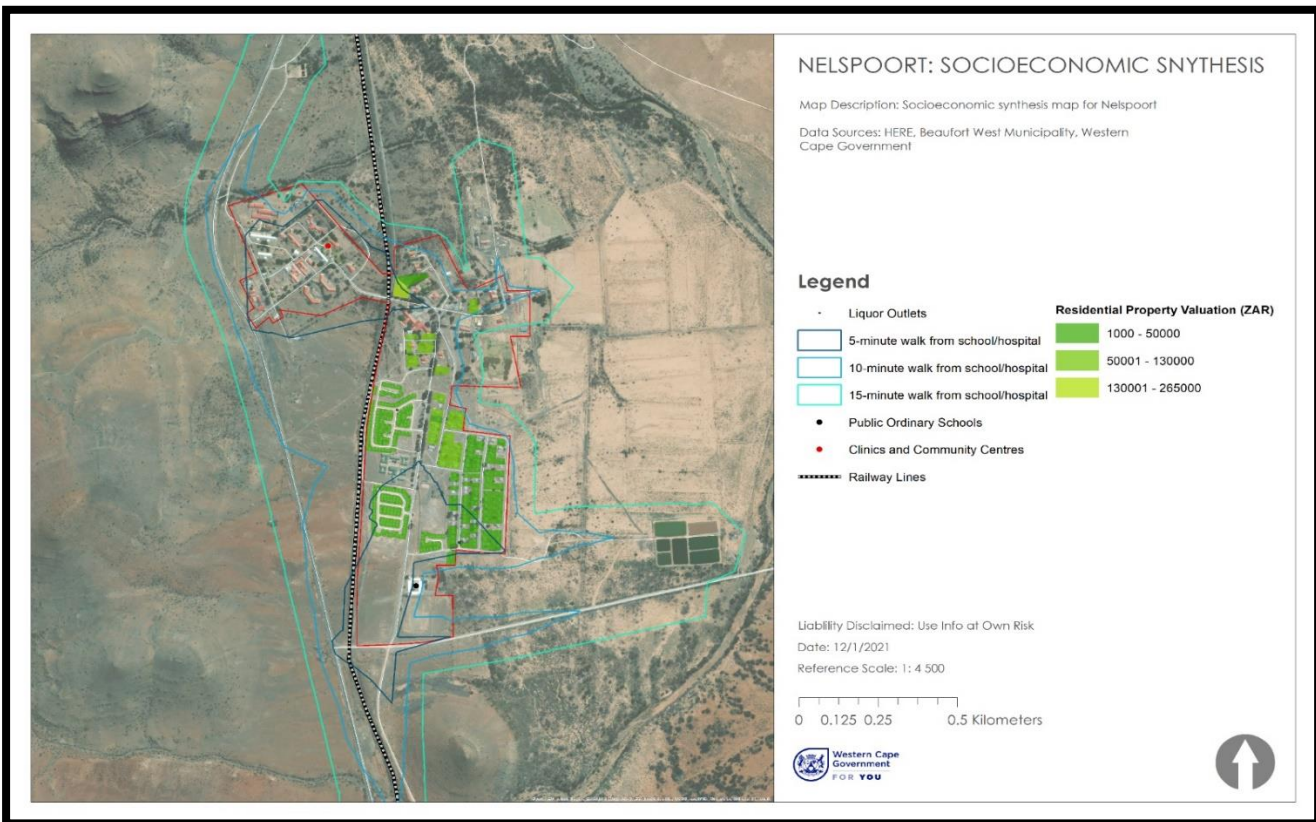 NELSPOORT: SOCIOECONOMIC SNYTHESIS
Map Description: Socioeconomic synthesis map for Nelspoort
Data Sources: HERE, Beaufort West Municipality, Western
Cape Government
Legend
Liquor Outlets
5-minute walk from school/hospital
10-minute walk from school/hospital
15-minute walk from school/hospital
Public Ordinary Schools
Clinics and Community Centres
Railway Lines
Residential Property Valuation (ZAR)
1000 - 50000
50001 - 130000
130001 - 265000
Liability Disclaimed: Use Info at Own Risk
Date: 12/1/2021
Reference Scale: 1: 4 500
0 0.125 0.25 0.5 Kilometers
Western Cape
Government
FOR YOU